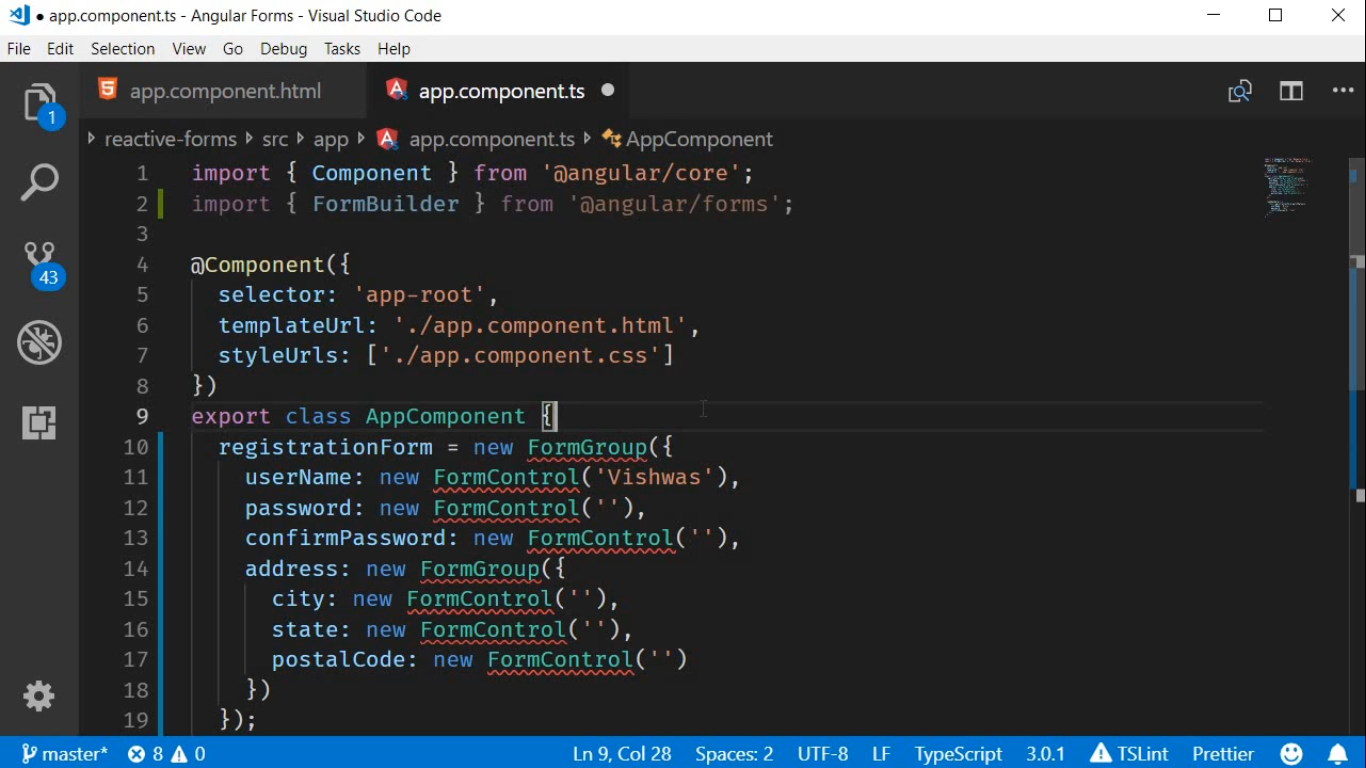 app.component.ts - Angular Forms - Visual Studio Code
File Edit Selection View Go Debug Tasks Help
app.component.html app.component.ts
1
reactive-forms src app app.component.ts AppComponent
1 import { Component } from '@angular/core';
2 import { FormBuilder } from '@angular/forms';
3
4 @Component({
5 selector: 'app-root',
6 templateUrl: './app.component.html',
7 styleUrls: ['./app.component.css']
8 })
9 export class AppComponent {
10 registrationForm = new FormGroup({
11 userName: new FormControl('Vishwas'),
12 password: new FormControl(''),
13 confirmPassword: new FormControl(''),
14 address: new FormGroup({
15 city: new FormControl(''),
16 state: new FormControl(''),
17 postalCode: new FormControl('')
18 })
19 });
43
master* 8 0 Ln 9, Col 28 Spaces: 2 UTF-8 LF TypeScript 3.0.1 TSLint Prettier